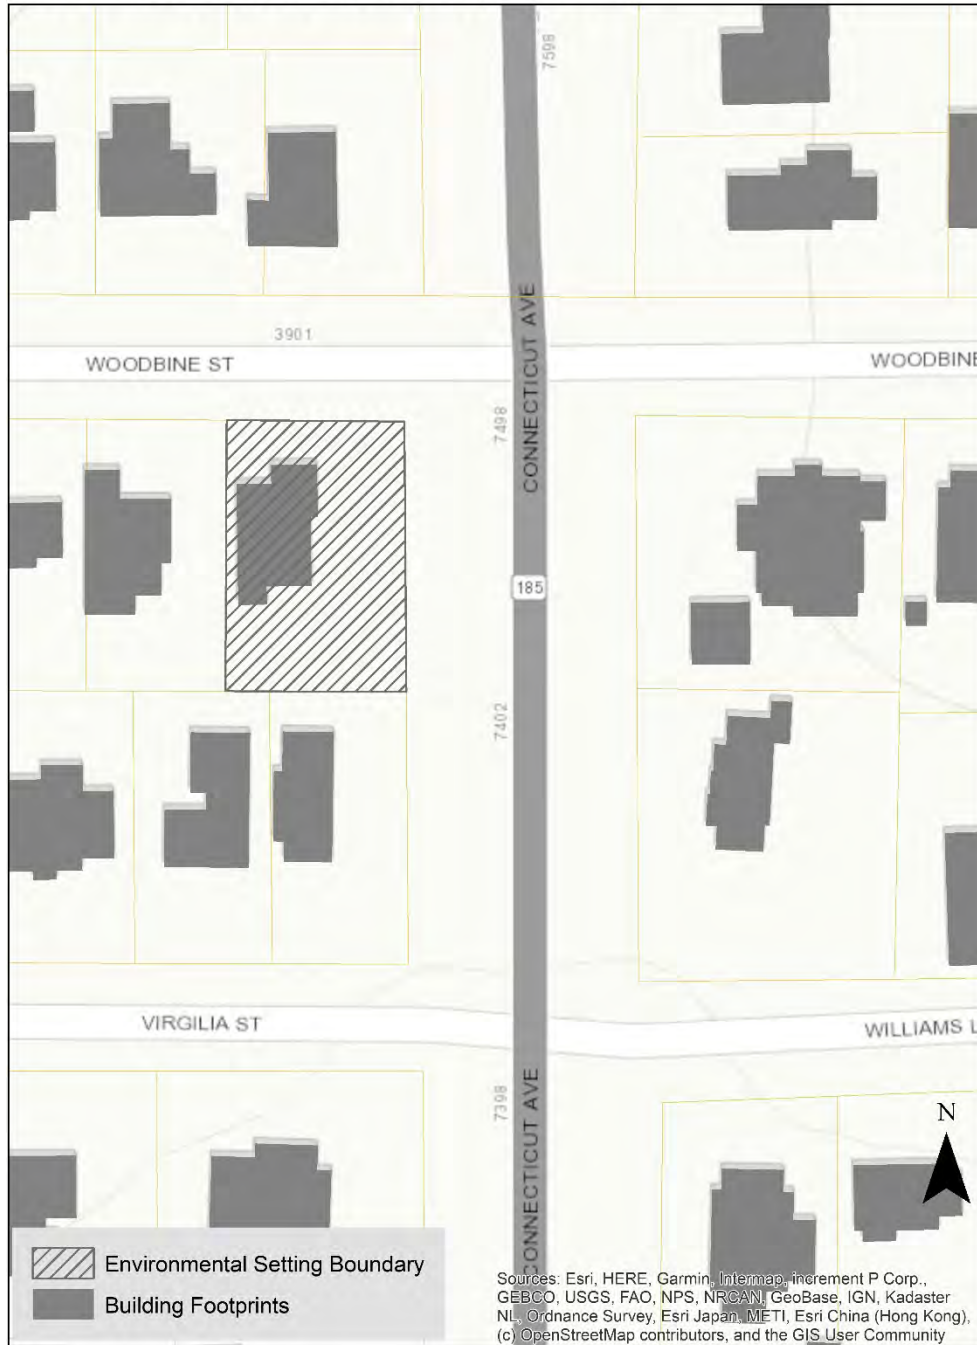 7598
CONNECTICUT AVE
3901
WOODBINE ST
WOODBINE
7498
185
7402
VIRGILIA ST
WILLIAMS L
7398
CONNECTICUT AVE
N
Environmental Setting Boundary
Building Footprints
Sources: Esri, HERE, Garmin, Intermap, increment P Corp.,
GEBCO, USGS, FAO, NPS, NRCAN, GeoBase, IGN, Kadaster
NL, Ordnance Survey, Esri Japan, METI, Esri China (Hong Kong),
(c) OpenStreetMap contributors, and the GIS User Community